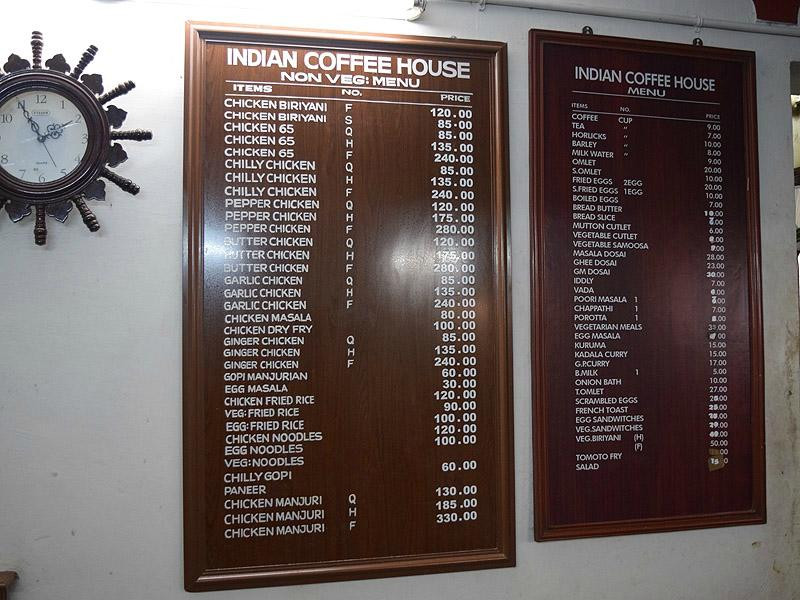 INDIAN COFFEE HOUSE
NON VEG: MENU
ITEMS NO. PRICE
CHICKEN BIRIYANI F 120.00
CHICKEN BIRIYANI S 85.00
CHICKEN 65 Q 85.00
CHICKEN 65 H 135.00
CHICKEN 65 F 240.00
CHILLY CHICKEN Q 85.00
CHILLY CHICKEN H 135.00
CHILLY CHICKEN F 240.00
PEPPER CHICKEN Q 120.00
PEPPER CHICKEN H 175.00
PEPPER CHICKEN F 280.00
BUTTER CHICKEN Q 120.00
BUTTER CHICKEN H 175.00
BUTTER CHICKEN F 280.00
GARLIC CHICKEN Q 85.00
GARLIC CHICKEN H 135.00
GARLIC CHICKEN F 240.00
CHICKEN MASALA 80.00
CHICKEN DRY FRY 100.00
GINGER CHICKEN Q 85.00
GINGER CHICKEN H 135.00
GINGER CHICKEN F 240.00
GOPI MANJURIAN 60.00
EGG MASALA 30.00
CHICKEN FRIED RICE 120.00
VEG: FRIED RICE 90.00
EGG: FRIED RICE 100.00
CHICKEN NOODLES 120.00
EGG NOODLES 100.00
VEG: NOODLES
CHILLY GOPI 60.00
PANEER
CHICKEN MANJURI Q 130.00
CHICKEN MANJURI H 185.00
CHICKEN MANJURI F 330.00
INDIAN COFFEE HOUSE
MENU
ITEMS NO. PRICE
COFFEE CUP 9.00
TEA " 7.00
HORLICKS " 10.00
BARLEY " 8.00
MILK WATER " 9.00
OMLET 20.00
S.OMLET 10.00
FRIED EGGS 2EGG 20.00
S.FRIED EGGS 1EGG 10.00
BOILED EGGS 7.00
BREAD BUTTER 10.00
BREAD SLICE
MUTTON CUTLET 6.00
VEGETABLE CUTLET
VEGETABLE SAMOOSA
MASALA DOSAI 28.00
GHEE DOSAI 23.00
GM DOSAI 30.00
IDDLY 7.00
VADA
POORI MASALA 1
CHAPPATHI 1 7.00
POROTTA 1
VEGETARIAN MEALS
EGG MASALA
KURUMA 15.00
KADALA CURRY 15.00
G.P.CURRY 17.00
B.MILK 1 5.00
ONION BATH 10.00
T.OMLET 27.00
SCRAMBLED EGGS
FRENCH TOAST
EGG SANDWICHES
VEG.SANDWICHES
VEG.BIRIYANI (H)
(F) 50.00
TOMOTO FRY
SALAD